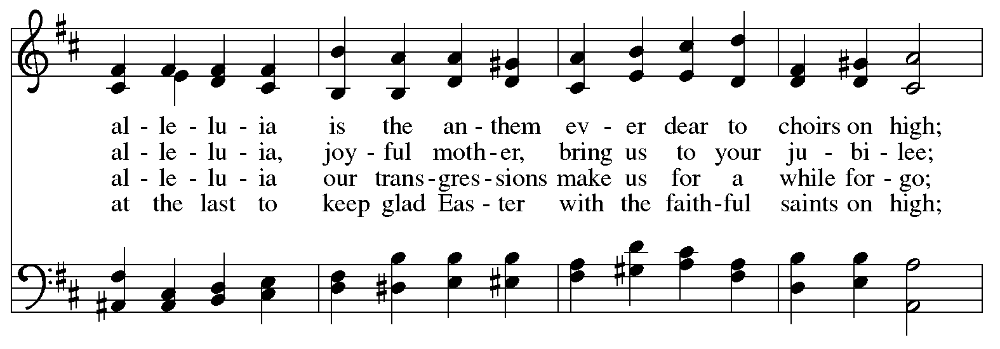 al - le - lu - ia is the an - them ev - er dear to choirs on high;
al - le - lu - ia, joy - ful moth - er, bring us to your ju - bi - lee;
al - le - lu - ia our trans - gres - sions make us for a while for - go;
at the last to keep glad Eas - ter with the faith - ful saints on high;